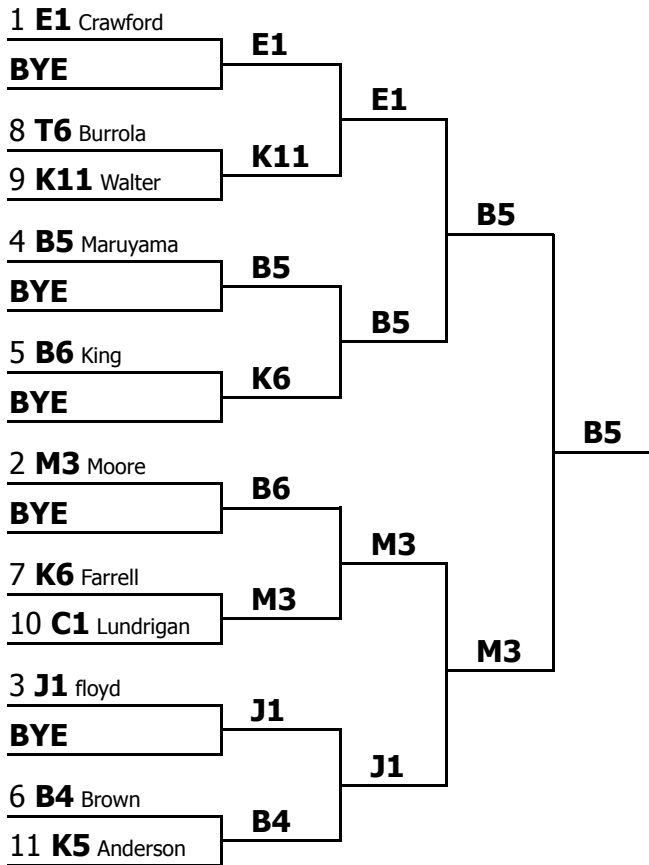 1 E1 Crawford
BYE
8 T6 Burrola
9 K11 Walter
4 B5 Maruyama
BYE
5 B6 King
BYE
2 M3 Moore
BYE
7 K6 Farrell
10 C1 Lundrigan
3 J1 floyd
BYE
6 B4 Brown
11 K5 Anderson
E1
K11
B5
K6
B6
M3
J1
B4
E1
B5
M3
J1
B5
M3
B5